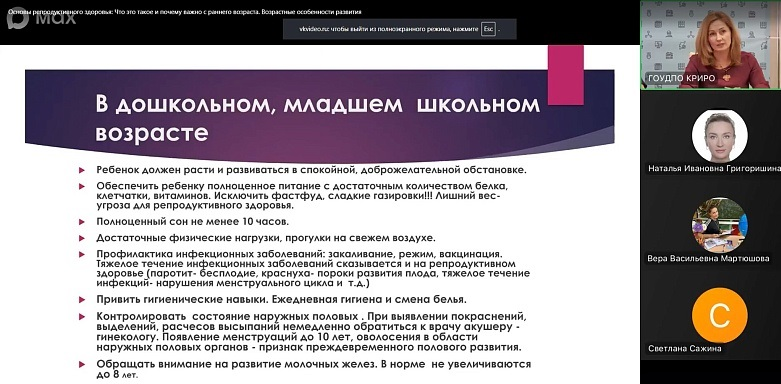 Основы репродуктивного здоровья: Что это такое и почему важно с раннего возраста. Возрастные особенности развития
Max
vkvideo.ru: чтобы выйти из полноэкранного режима, нажмите Esc .
В дошкольном, младшем школьном
возрасте
Ребенок должен расти и развиваться в спокойной, доброжелательной обстановке.
Обеспечить ребенку полноценное питание с достаточным количеством белка,
клетчатки, витаминов. Исключить фастфуд, сладкие газировки!!! Лишний вес-
угроза для репродуктивного здоровья.
Полноценный сон не менее 10 часов.
Достаточные физические нагрузки, прогулки на свежем воздухе.
Профилактика инфекционных заболеваний: закаливание, режим, вакцинация.
Тяжелое течение инфекционных заболеваний сказывается и на репродуктивном
здоровье (паротит- бесплодие, краснуха- пороки развития плода, тяжелое течение
инфекций- нарушения менструального цикла и т.д.)
Привить гигиенические навыки. Ежедневная гигиена и смена белья.
Контролировать состояние наружных половых . При выявлении покраснений,
выделений, расчесов высыпаний немедленно обратиться к врачу акушеру -
гинекологу. Появление менструаций до 10 лет, оволосения в области
наружных половых органов - признак преждевременного полового развития.
Обращать внимание на развитие молочных желез. В норме не увеличиваются
до 8 лет.
ГОУДПО КРИРО
Наталья Ивановна Григоришина
Вера Васильевна Мартюшова
С
Светлана Сажина